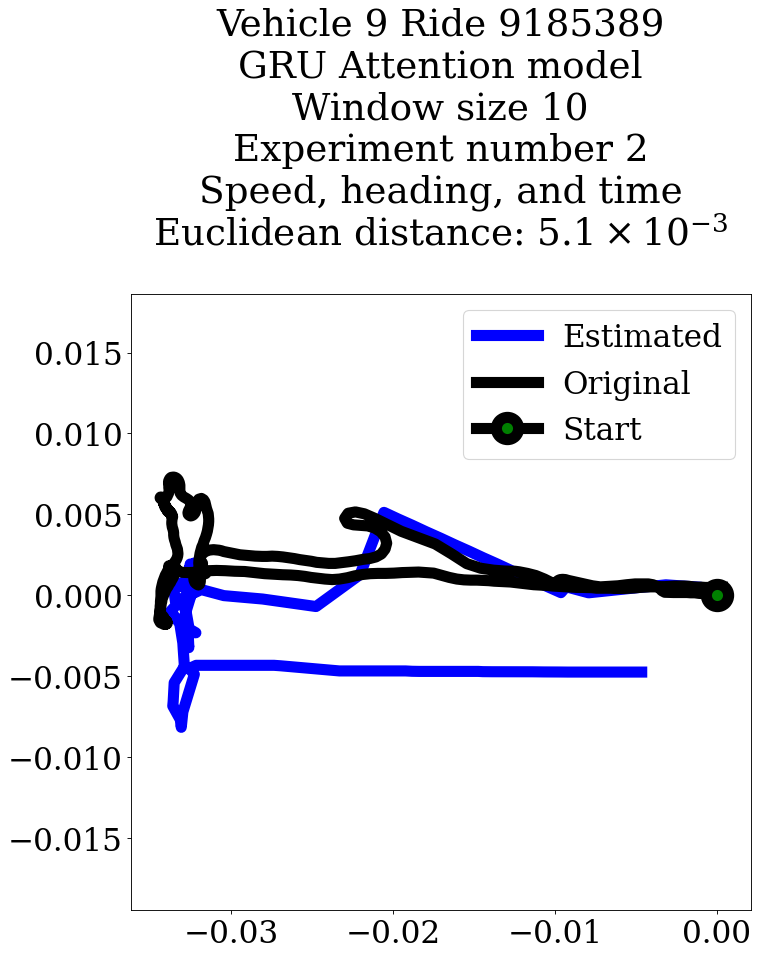 Vehicle 9 Ride 9185389
GRU Attention model
Window size 10
Experiment number 2
Speed, heading, and time
Euclidean distance: 5.1 × 10⁻³
Estimated
Original
Start
0.015
0.010
0.005
0.000
−0.005
−0.010
−0.015
−0.03 −0.02 −0.01 0.00